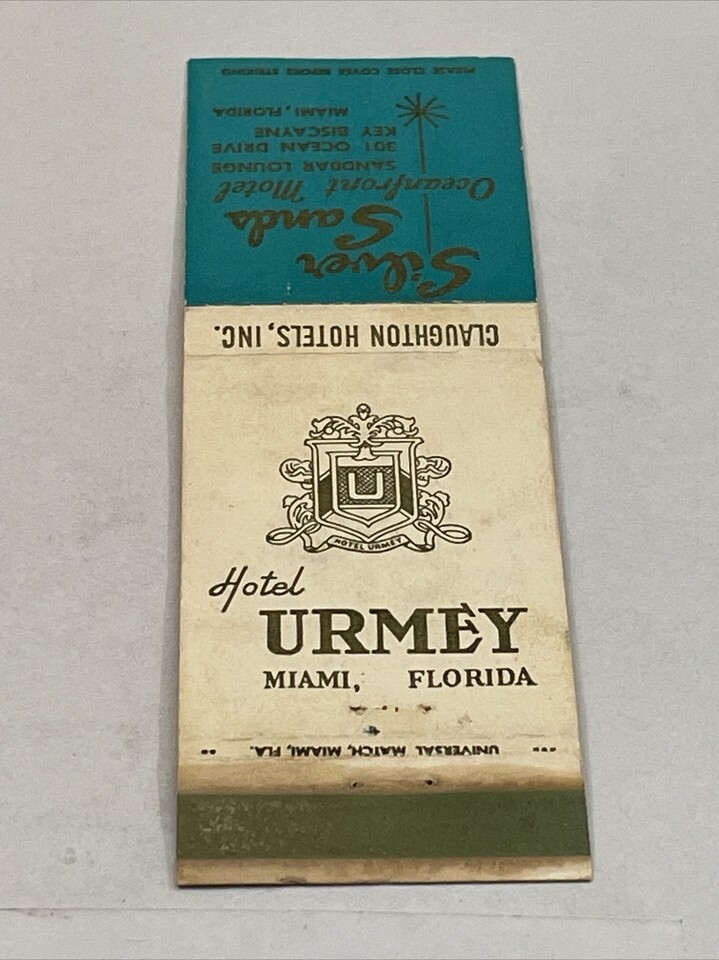 Silver
Sands
Oceanfront Motel
SANDBAR LOUNGE
301 OCEAN DRIVE
KEY BISCAYNE
MIAMI, FLORIDA
PLEASE CLOSE COVER BEFORE STRIKING
CLAUGHTON HOTELS, INC.
U
HOTEL URMEY
Hotel
URMEY
MIAMI, FLORIDA
UNIVERSAL MATCH, MIAMI, FLA.